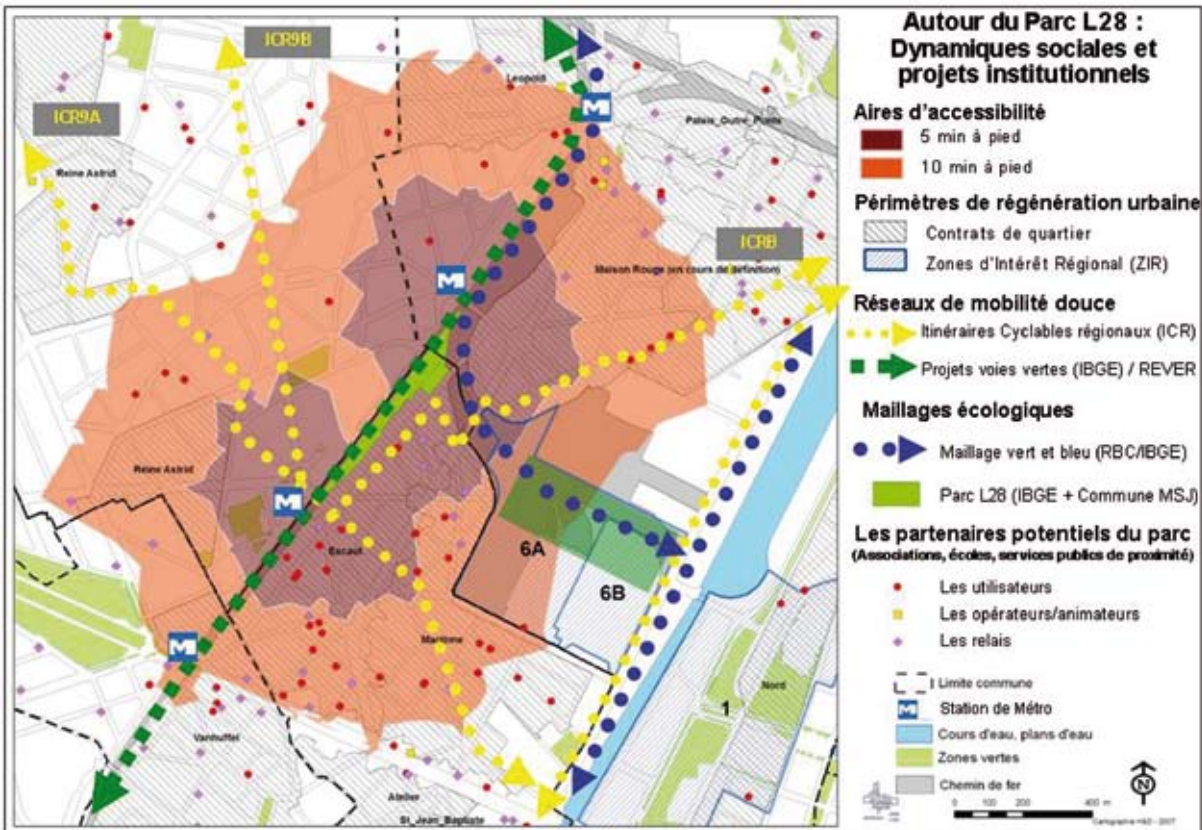 ICR9B
ICR9A
Leopold
M
Palais_Outre_Ponts
Reine Astrid
ICRB
M
Maison Rouge (en cours de définition)
Reine Astrid
M
Escaut
6A
6B
Maritime
M
Nord
1
Vanhuffel
Atelier
St_Jean_Baptiste
Autour du Parc L28 :
Dynamiques sociales et
projets institutionnels
Aires d'accessibilité
5 min à pied
10 min à pied
Périmètres de régénération urbaine
Contrats de quartier
Zones d'Intérêt Régional (ZIR)
Réseaux de mobilité douce
Itinéraires Cyclables régionaux (ICR)
Projets voies vertes (IBGE) / REVER
Maillages écologiques
Maillage vert et bleu (RBC/IBGE)
Parc L28 (IBGE + Commune MSJ)
Les partenaires potentiels du parc
(Associations, écoles, services publics de proximité)
Les utilisateurs
Les opérateurs/animateurs
Les relais
Limite commune
M Station de Métro
Cours d'eau, plans d'eau
Zones vertes
Chemin de fer
N
0 100 200 400 m